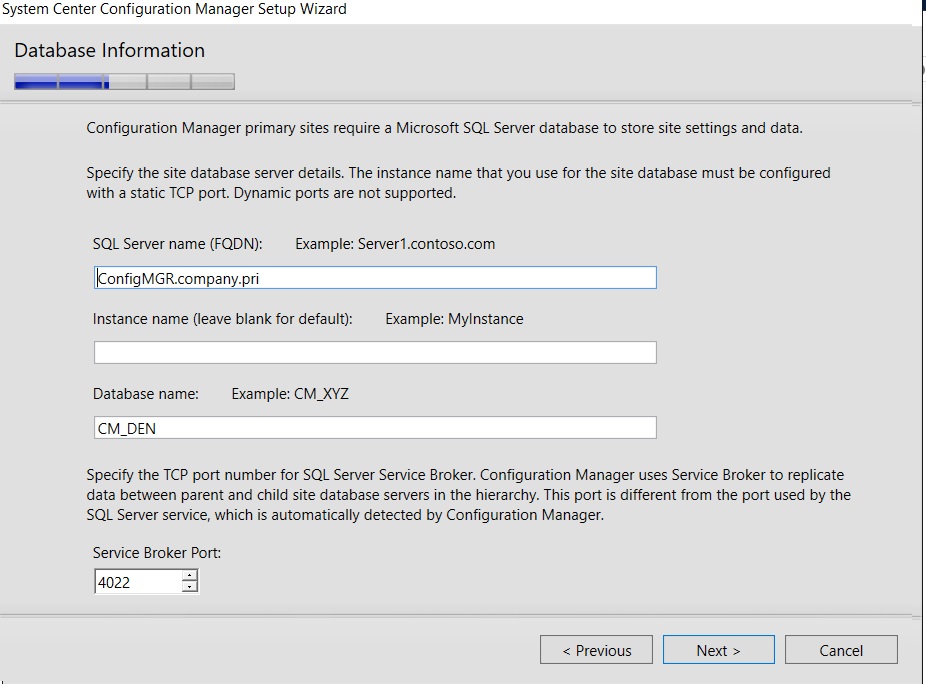 System Center Configuration Manager Setup Wizard
Database Information
Configuration Manager primary sites require a Microsoft SQL Server database to store site settings and data.
Specify the site database server details. The instance name that you use for the site database must be configured
with a static TCP port. Dynamic ports are not supported.
SQL Server name (FQDN): Example: Server1.contoso.com
ConfigMGR.company.pri
Instance name (leave blank for default): Example: MyInstance
Database name: Example: CM_XYZ
CM_DEN
Specify the TCP port number for SQL Server Service Broker. Configuration Manager uses Service Broker to replicate
data between parent and child site database servers in the hierarchy. This port is different from the port used by the
SQL Server service, which is automatically detected by Configuration Manager.
Service Broker Port:
4022
< Previous Next > Cancel